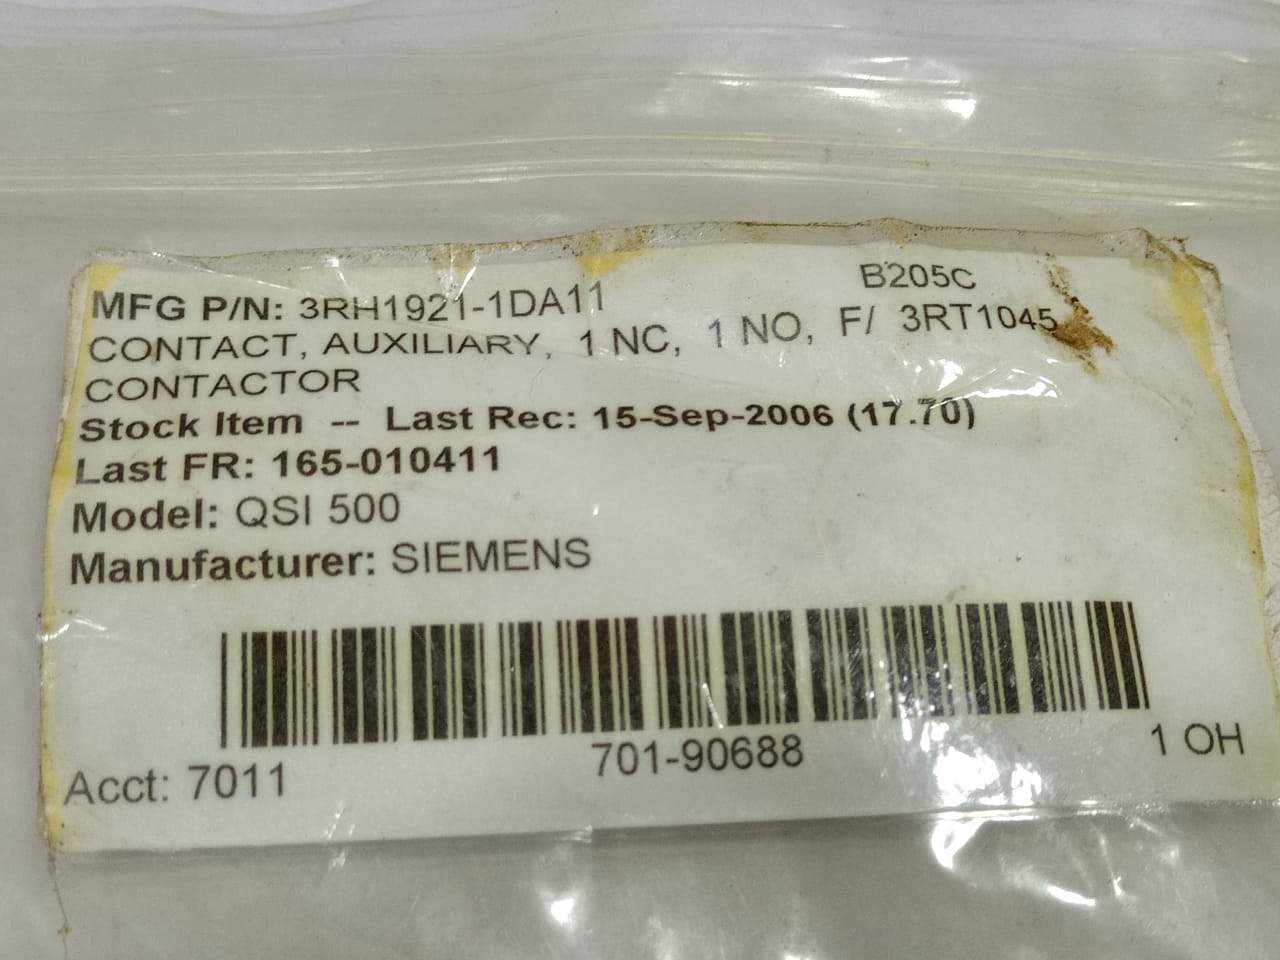 B205C
MFG P/N: 3RH1921-1DA11
CONTACT, AUXILIARY, 1 NC, 1 NO, F/ 3RT1045
CONTACTOR
Stock Item -- Last Rec: 15-Sep-2006 (17.70)
Last FR: 165-010411
Model: QSI 500
Manufacturer: SIEMENS
701-90688
Acct: 7011
1 OH